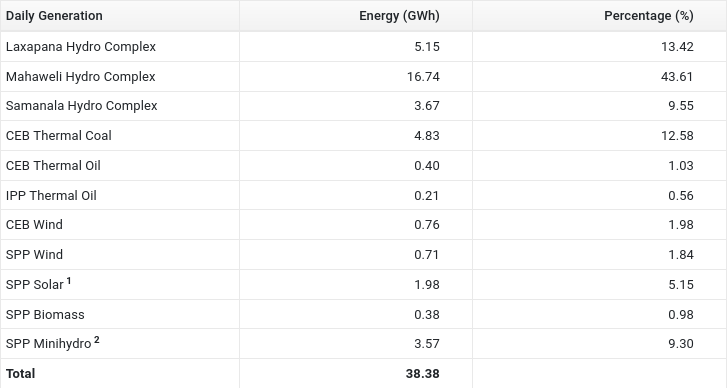 Daily Generation Energy (GWh) Percentage (%)
Laxapana Hydro Complex 5.15 13.42
Mahaweli Hydro Complex 16.74 43.61
Samanala Hydro Complex 3.67 9.55
CEB Thermal Coal 4.83 12.58
CEB Thermal Oil 0.40 1.03
IPP Thermal Oil 0.21 0.56
CEB Wind 0.76 1.98
SPP Wind 0.71 1.84
SPP Solar 1 1.98 5.15
SPP Biomass 0.38 0.98
SPP Minihydro 2 3.57 9.30
Total 38.38